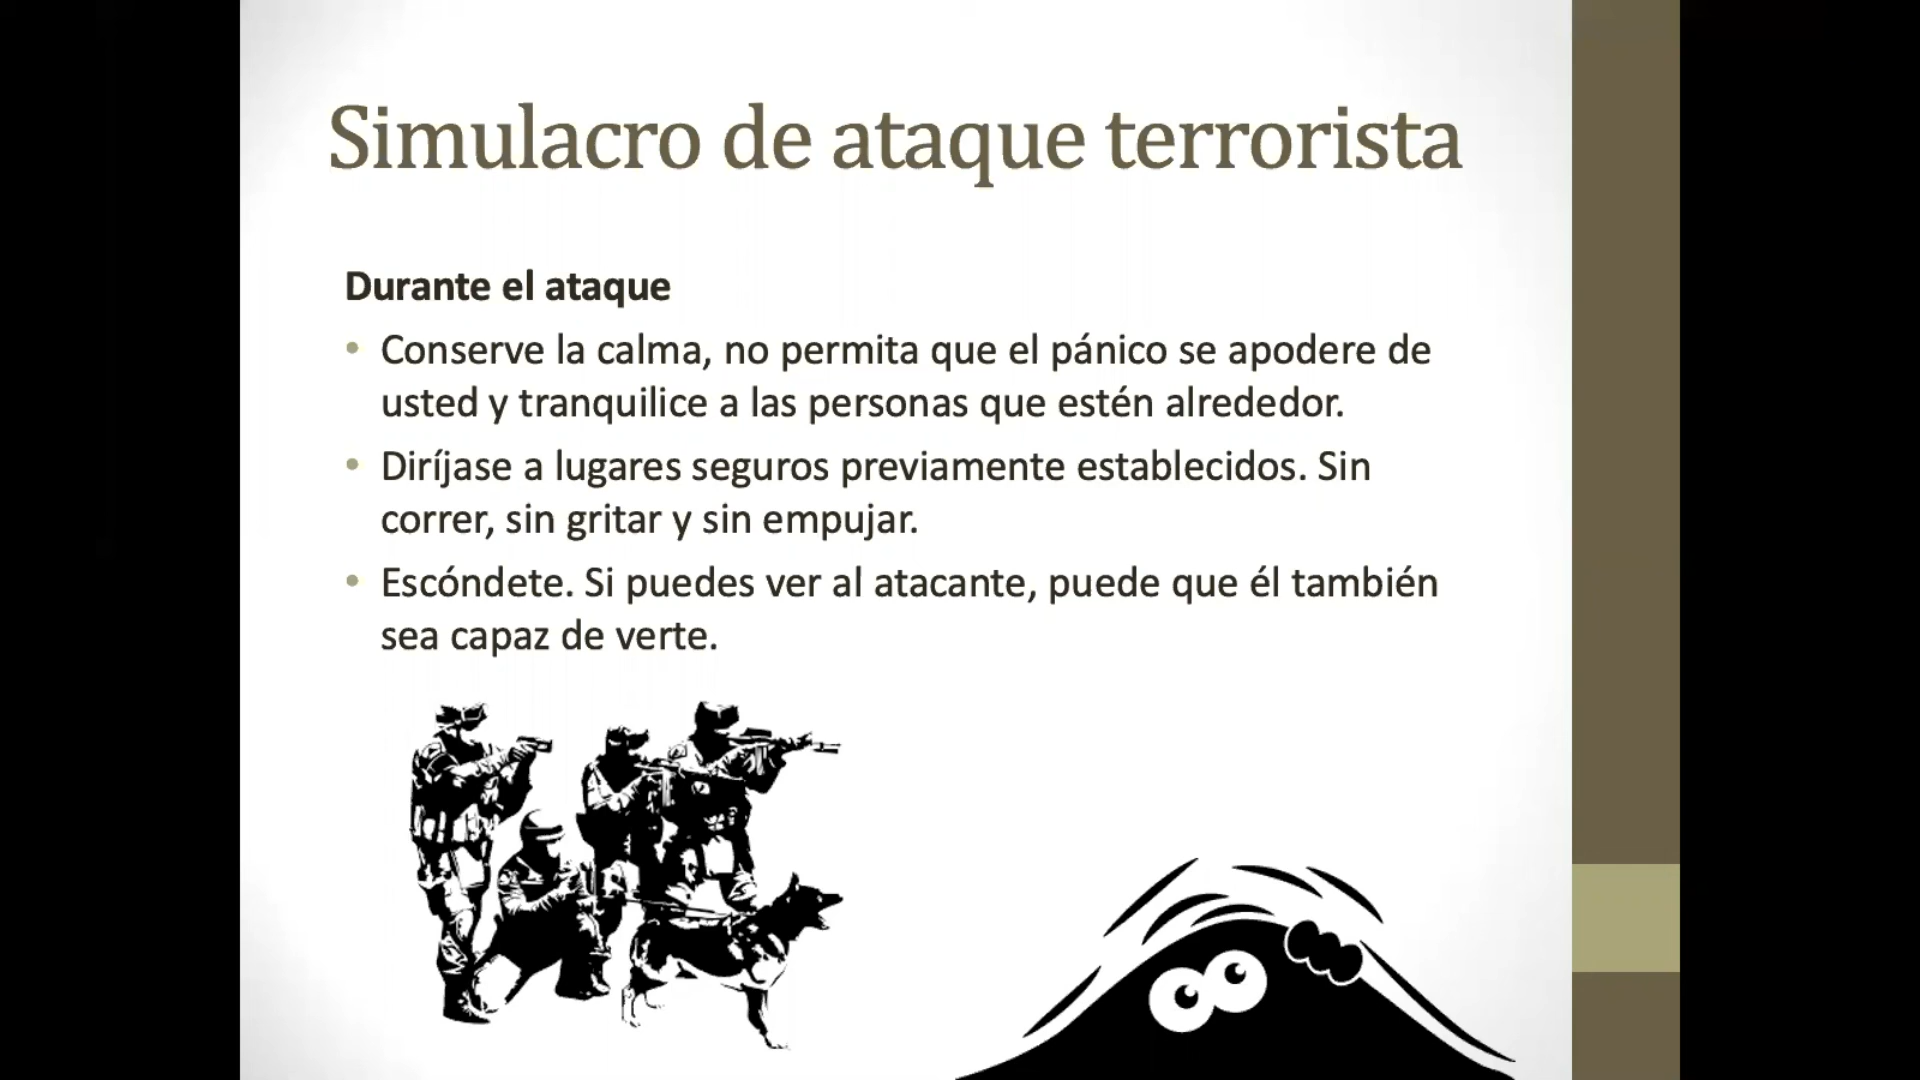 Simulacro de ataque terrorista
Durante el ataque
• Conserve la calma, no permita que el pánico se apodere de
usted y tranquilice a las personas que estén alrededor.
• Diríjase a lugares seguros previamente establecidos. Sin
correr, sin gritar y sin empujar.
• Escóndete. Si puedes ver al atacante, puede que él también
sea capaz de verte.